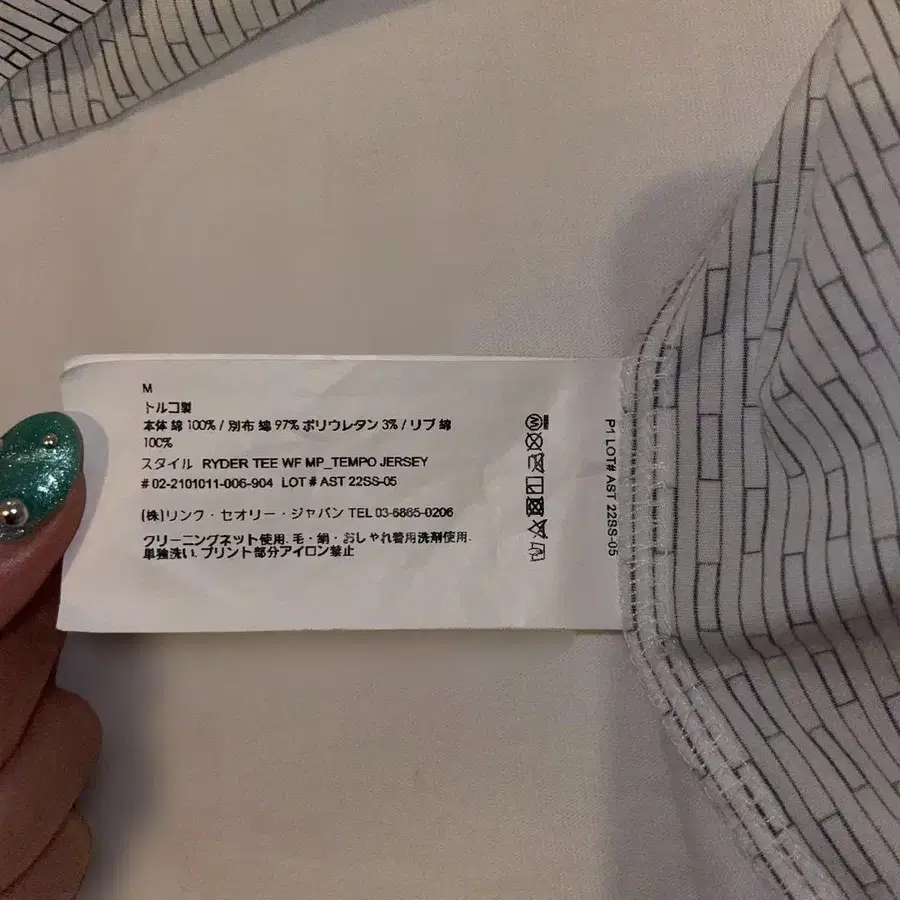 M
トルコ製
本体 綿 100% / 別布 綿 97% ポリウレタン 3% / リブ 綿
100%
スタイル RYDER TEE WF MP_TEMPO JERSEY
# 02-2101011-006-904 LOT # AST 22SS-05
(株)リンク・セオリー・ジャパン TEL 03-6865-0206
クリーニングネット使用. 毛・絹・おしゃれ着用洗剤使用.
単独洗い. プリント部分アイロン禁止
P1 LOT# AST 22SS-05